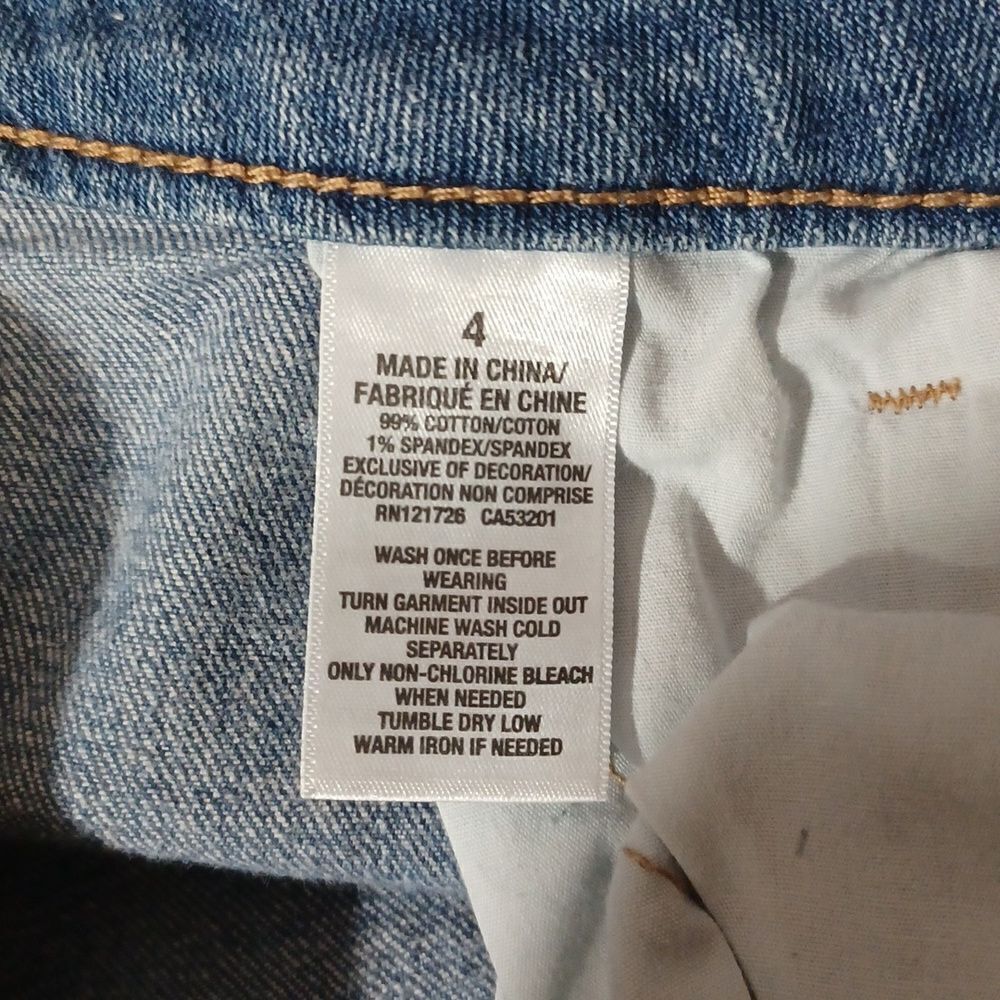 4
MADE IN CHINA/
FABRIQUÉ EN CHINE
99% COTTON/COTON
1% SPANDEX/SPANDEX
EXCLUSIVE OF DECORATION/
DÉCORATION NON COMPRISE
RN121726 CA53201
WASH ONCE BEFORE
WEARING
TURN GARMENT INSIDE OUT
MACHINE WASH COLD
SEPARATELY
ONLY NON-CHLORINE BLEACH
WHEN NEEDED
TUMBLE DRY LOW
WARM IRON IF NEEDED